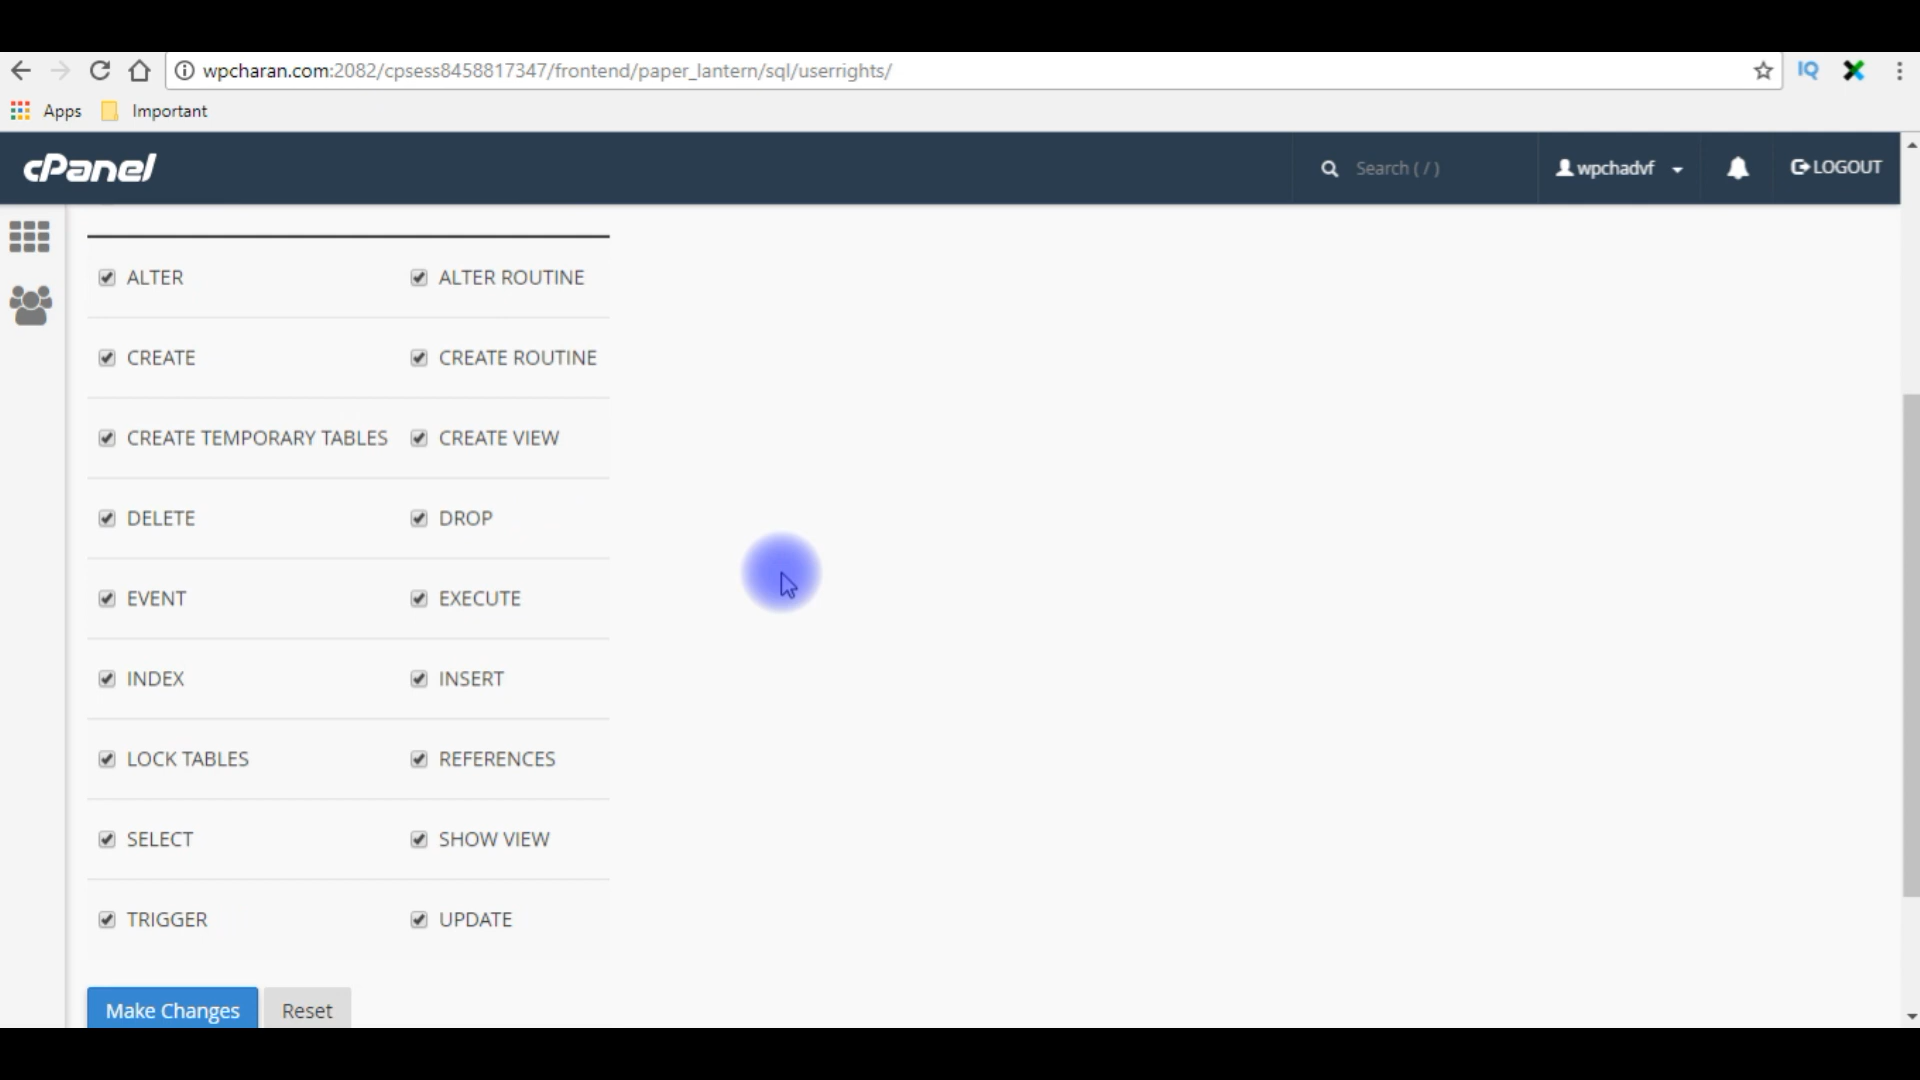 wpcharan.com:2082/cpsess8458817347/frontend/paper_lantern/sql/userrights/
IQ
Apps Important
cPanel Search ( / ) wpchadvf LOGOUT
ALTER ALTER ROUTINE
CREATE CREATE ROUTINE
CREATE TEMPORARY TABLES CREATE VIEW
DELETE DROP
EVENT EXECUTE
INDEX INSERT
LOCK TABLES REFERENCES
SELECT SHOW VIEW
TRIGGER UPDATE
Make Changes Reset